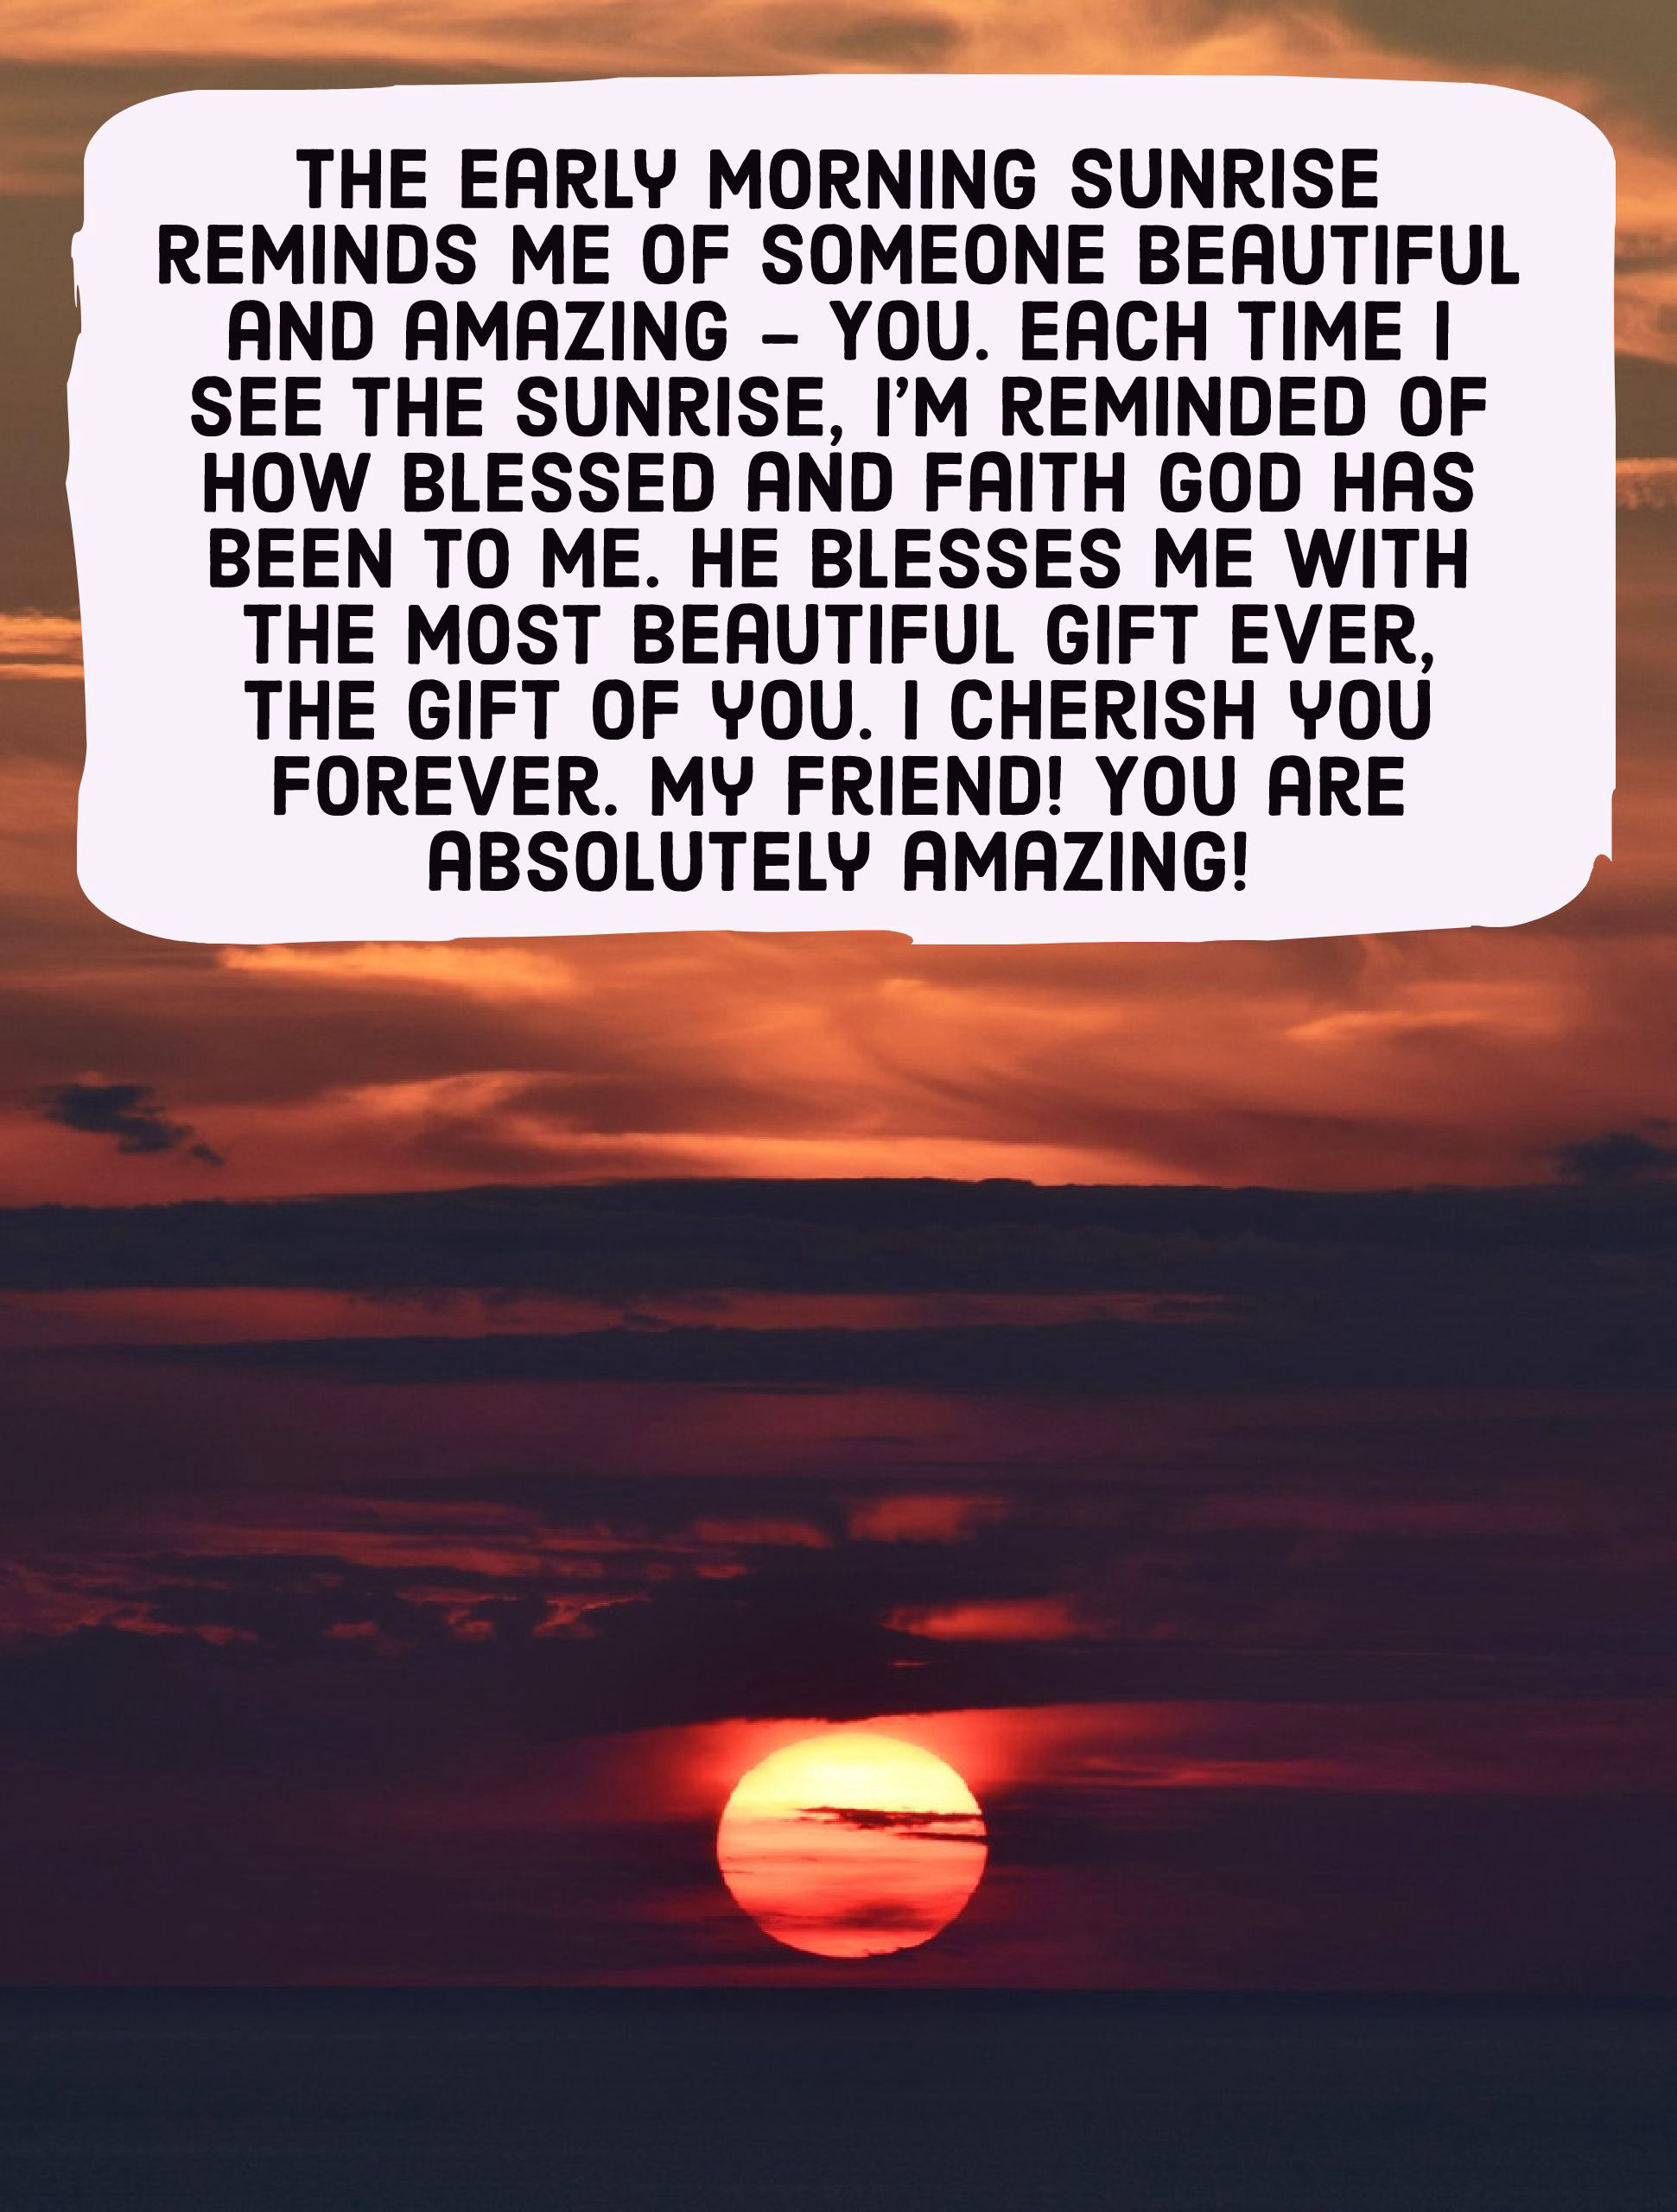 THE EARLY MORNING SUNRISE
REMINDS ME OF SOMEONE BEAUTIFUL
AND AMAZING – YOU. EACH TIME I
SEE THE SUNRISE, I'M REMINDED OF
HOW BLESSED AND FAITH GOD HAS
BEEN TO ME. HE BLESSES ME WITH
THE MOST BEAUTIFUL GIFT EVER,
THE GIFT OF YOU. I CHERISH YOU
FOREVER. MY FRIEND! YOU ARE
ABSOLUTELY AMAZING!